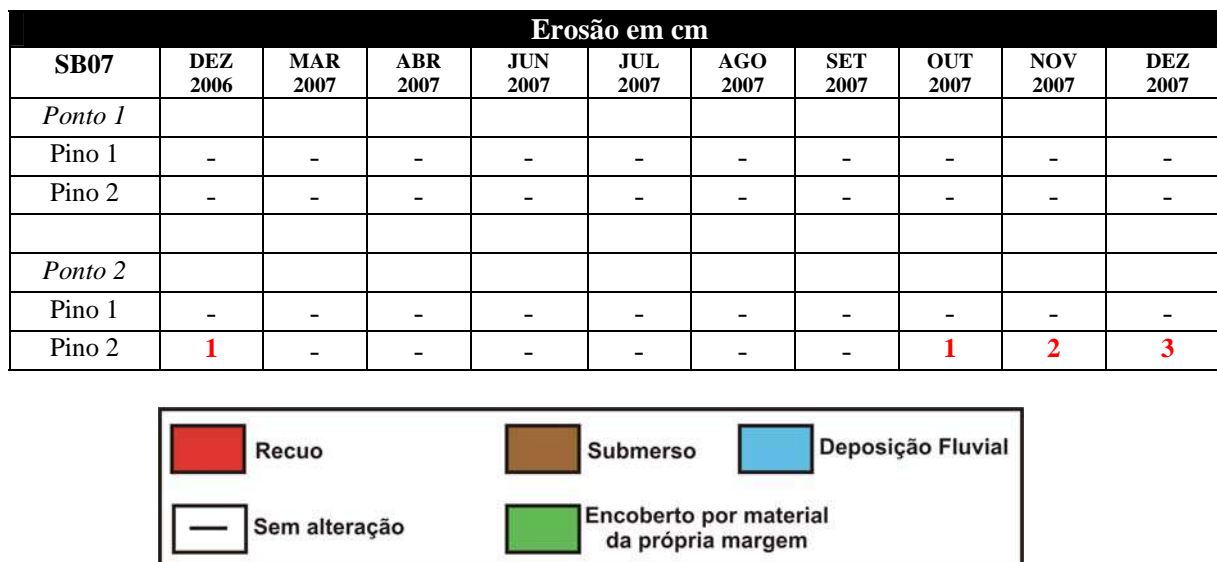 Erosão em cm
SB07 DEZ 2006 MAR 2007 ABR 2007 JUN 2007 JUL 2007 AGO 2007 SET 2007 OUT 2007 NOV 2007 DEZ 2007
Ponto 1
Pino 1 - - - - - - - - - -
Pino 2 - - - - - - - - - -
Ponto 2
Pino 1 - - - - - - - - - -
Pino 2 1 - - - - - - 1 2 3
Recuo Submerso Deposição Fluvial
Sem alteração Encoberto por material
da própria margem